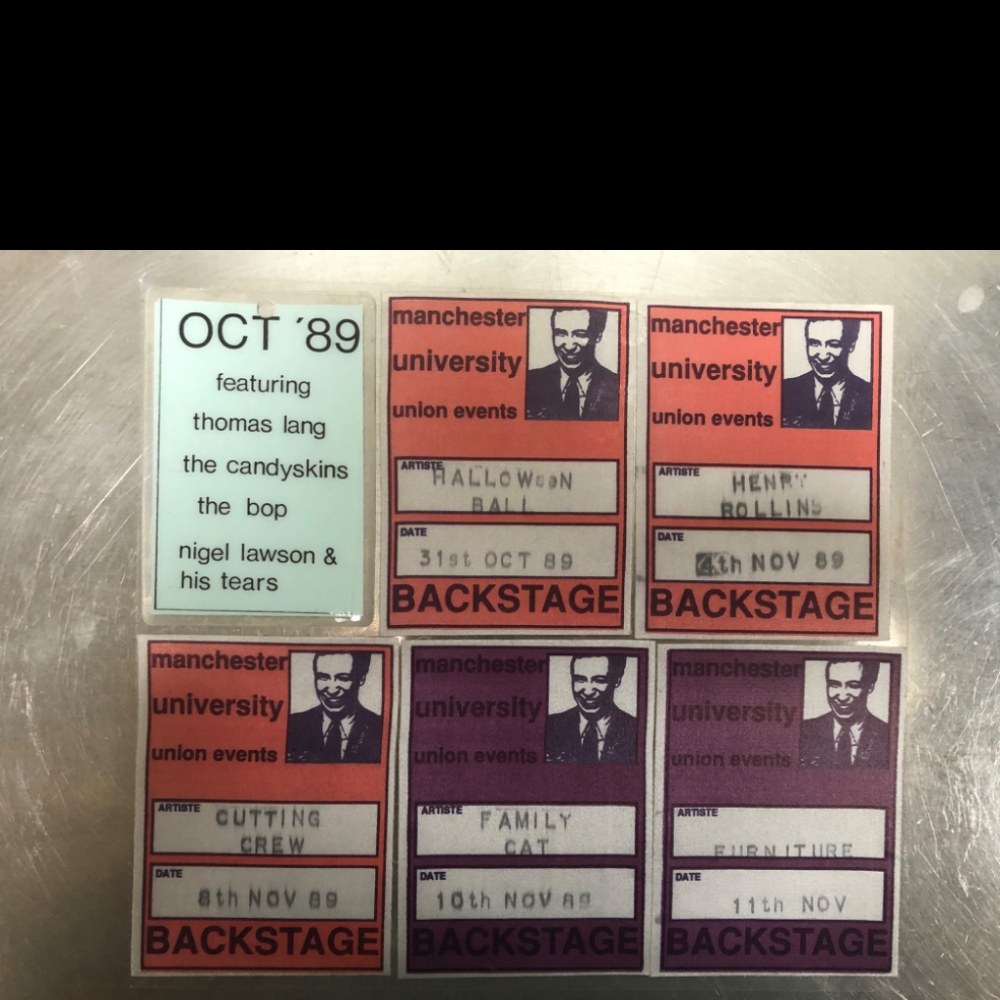 OCT ´89
featuring
thomas lang
the candyskins
the bop
nigel lawson &
his tears
manchester
university
union events
ARTISTE
HALLOWeeN
BALL
DATE
31st OCT 89
BACKSTAGE
manchester
university
union events
ARTISTE
HENRY
ROLLINS
DATE
4th NOV 89
BACKSTAGE
manchester
university
union events
ARTISTE
CUTTING
CREW
DATE
8th NOV 89
BACKSTAGE
manchester
university
union events
ARTISTE
FAMILY
CAT
DATE
10th NOV 89
BACKSTAGE
manchester
university
union events
ARTISTE
FURNITURE
DATE
11th NOV
BACKSTAGE